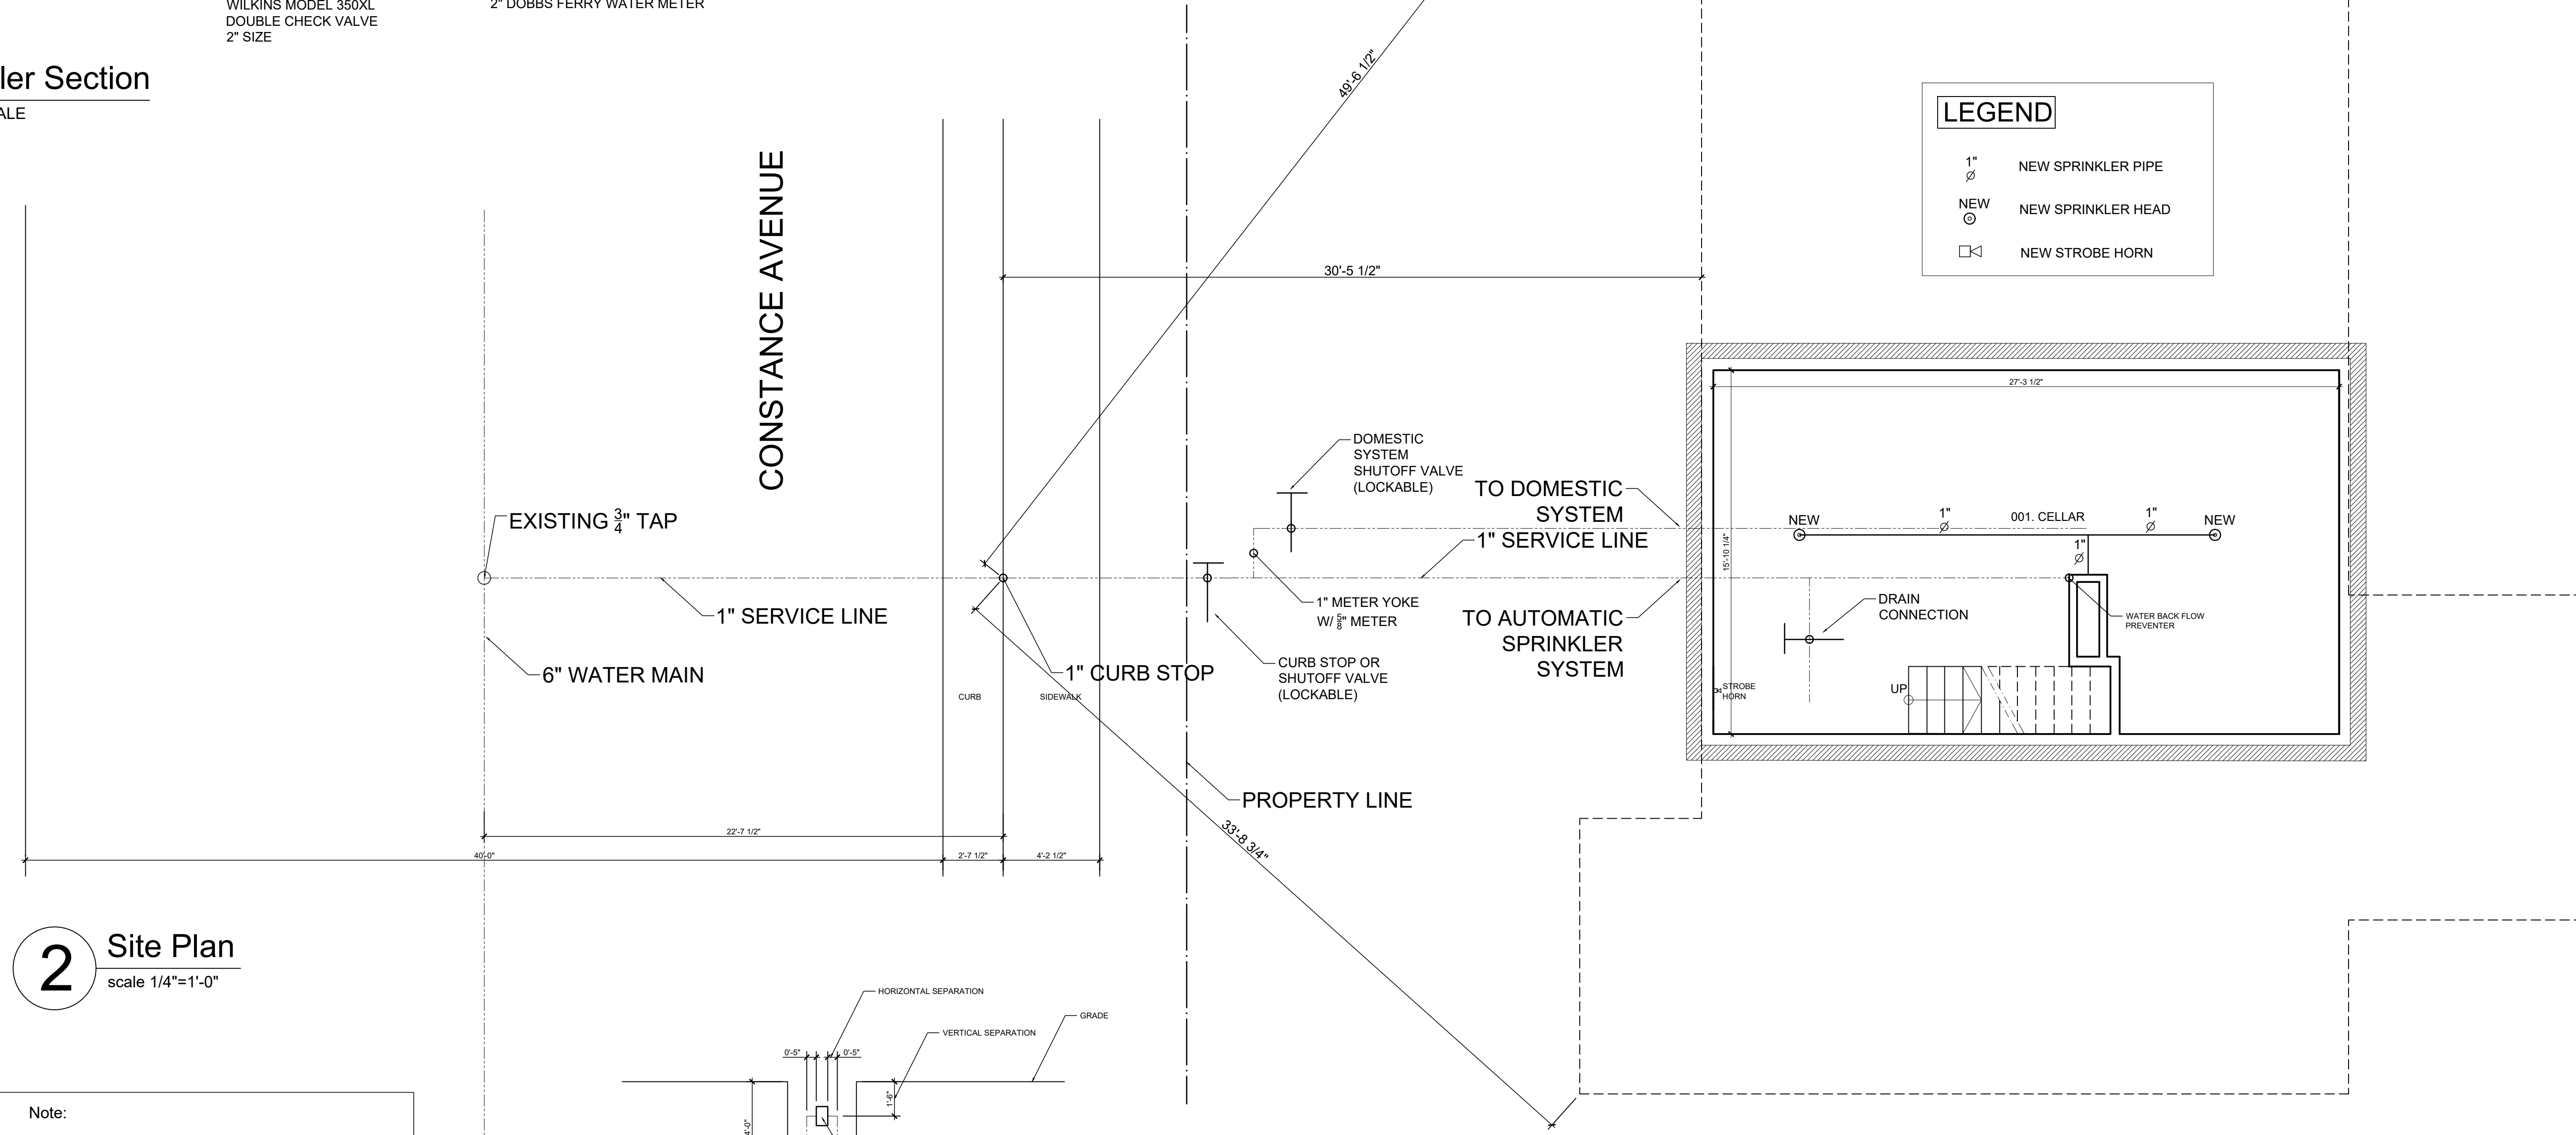 WILKINS MODEL 350XL
DOUBLE CHECK VALVE
2" SIZE
2" DOBBS FERRY WATER METER
ler Section
ALE
CONSTANCE AVENUE
49'-6 1/2"
30'-5 1/2"
LEGEND
1"
NEW SPRINKLER PIPE
NEW
NEW SPRINKLER HEAD
NEW STROBE HORN
27'-3 1/2"
15'-10 1/4"
DOMESTIC
SYSTEM
SHUTOFF VALVE
(LOCKABLE)
TO DOMESTIC
SYSTEM
EXISTING 3/4" TAP
1" SERVICE LINE
NEW
1"
001. CELLAR
1"
NEW
1"
1" SERVICE LINE
6" WATER MAIN
1" CURB STOP
CURB
SIDEWALK
1" METER YOKE
W/ 5/8" METER
CURB STOP OR
SHUTOFF VALVE
(LOCKABLE)
TO AUTOMATIC
SPRINKLER
SYSTEM
DRAIN
CONNECTION
WATER BACK FLOW
PREVENTER
STROBE
HORN
UP
PROPERTY LINE
22'-7 1/2"
40'-0"
2'-7 1/2"
4'-2 1/2"
33'-8 3/4"
2
Site Plan
scale 1/4"=1'-0"
HORIZONTAL SEPARATION
VERTICAL SEPARATION
GRADE
0'-5"
0'-5"
1'-6"
4'-0"
Note: